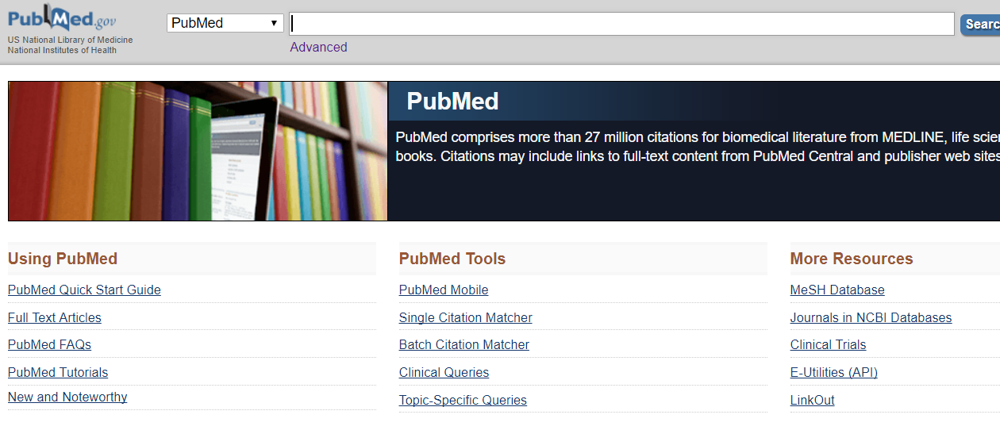 PubMed.gov
US National Library of Medicine
National Institutes of Health
PubMed
Advanced
Searc
PubMed
PubMed comprises more than 27 million citations for biomedical literature from MEDLINE, life scien
books. Citations may include links to full-text content from PubMed Central and publisher web sites
Using PubMed
PubMed Quick Start Guide
Full Text Articles
PubMed FAQs
PubMed Tutorials
New and Noteworthy
PubMed Tools
PubMed Mobile
Single Citation Matcher
Batch Citation Matcher
Clinical Queries
Topic-Specific Queries
More Resources
MeSH Database
Journals in NCBI Databases
Clinical Trials
E-Utilities (API)
LinkOut